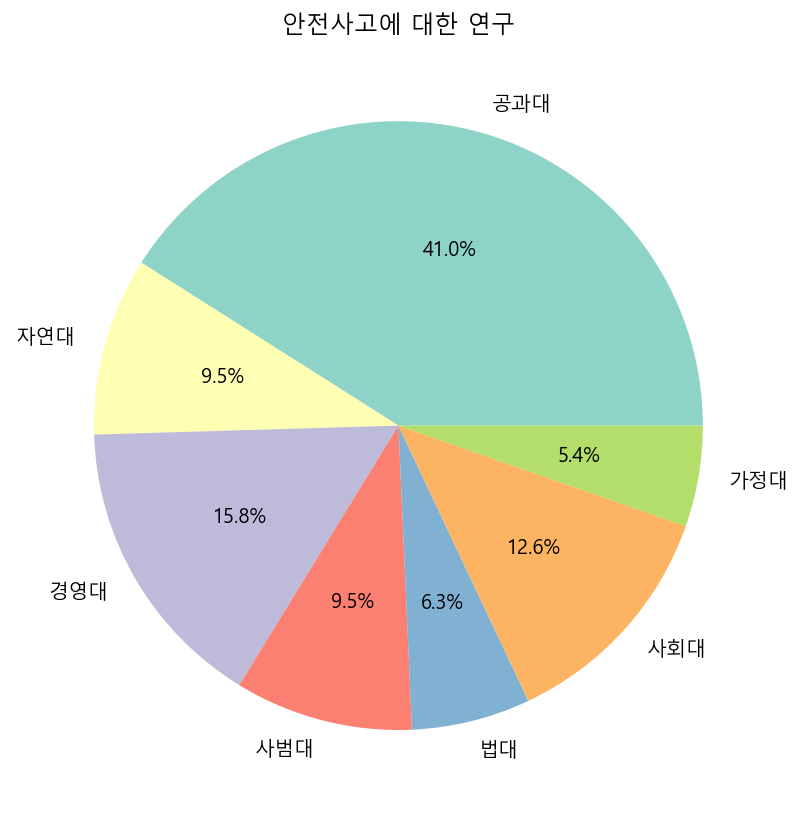 안전사고에 대한 연구
공과대
41.0%
자연대
9.5%
5.4%
가정대
15.8%
12.6%
경영대
9.5%
6.3%
사회대
사범대
법대